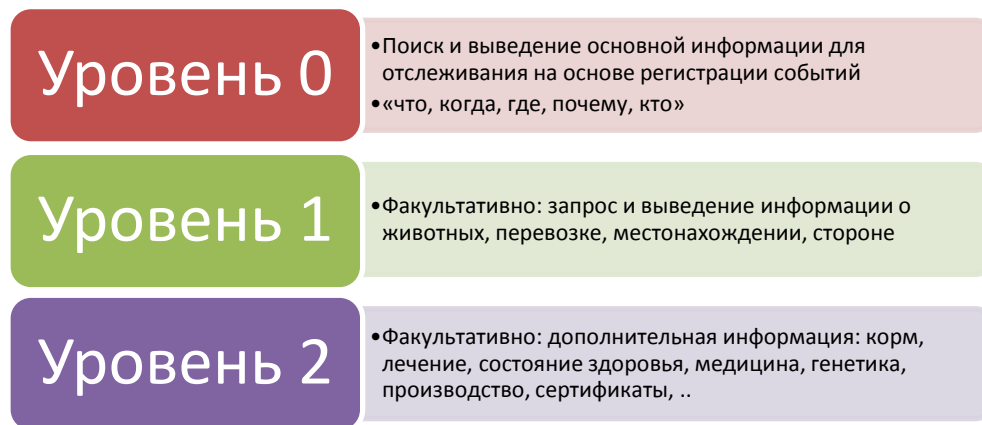 Уровень 0
•Поиск и выведение основной информации для
отслеживания на основе регистрации событий
•«что, когда, где, почему, кто»
Уровень 1
•Факультативно: запрос и выведение информации о
животных, перевозке, местонахождении, стороне
Уровень 2
•Факультативно: дополнительная информация: корм,
лечение, состояние здоровья, медицина, генетика,
производство, сертификаты, ..